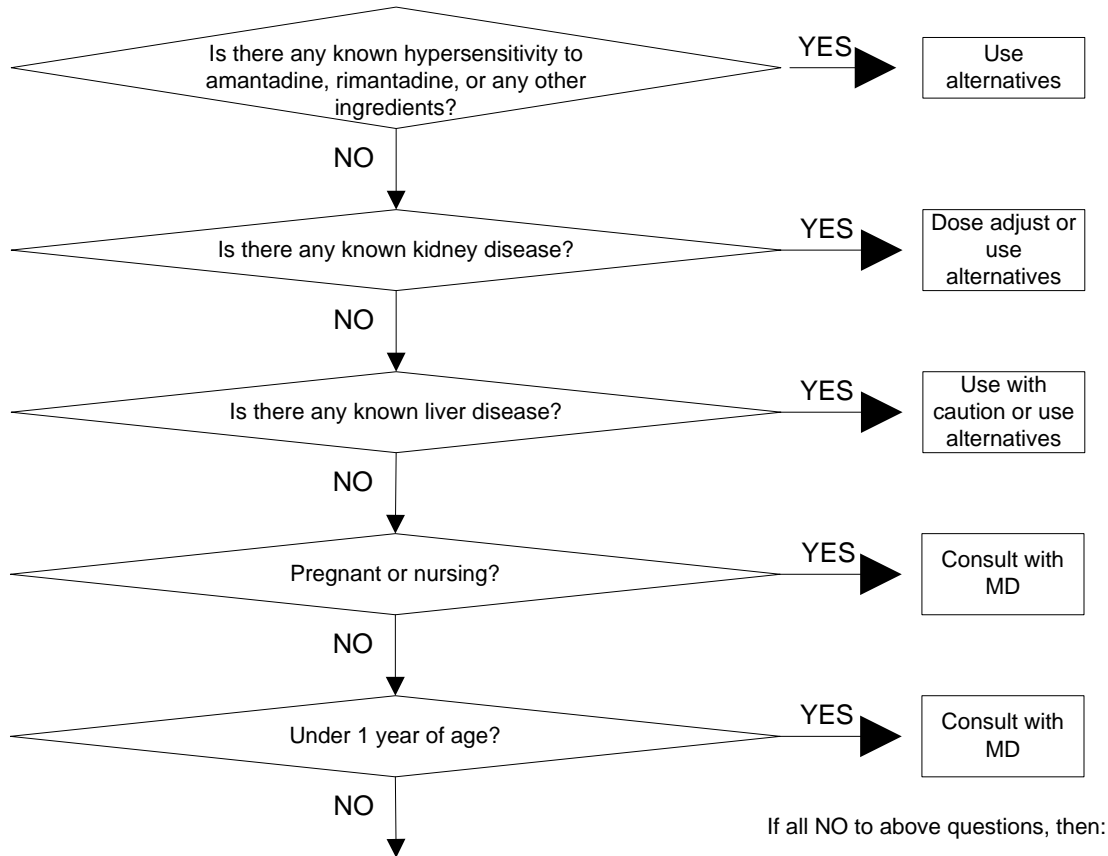 Is there any known hypersensitivity to
amantadine, rimantadine, or any other
ingredients?
YES
Use
alternatives
NO
Is there any known kidney disease?
YES
Dose adjust or
use
alternatives
NO
Is there any known liver disease?
YES
Use with
caution or use
alternatives
NO
Pregnant or nursing?
YES
Consult with
MD
NO
Under 1 year of age?
YES
Consult with
MD
NO
If all NO to above questions, then: